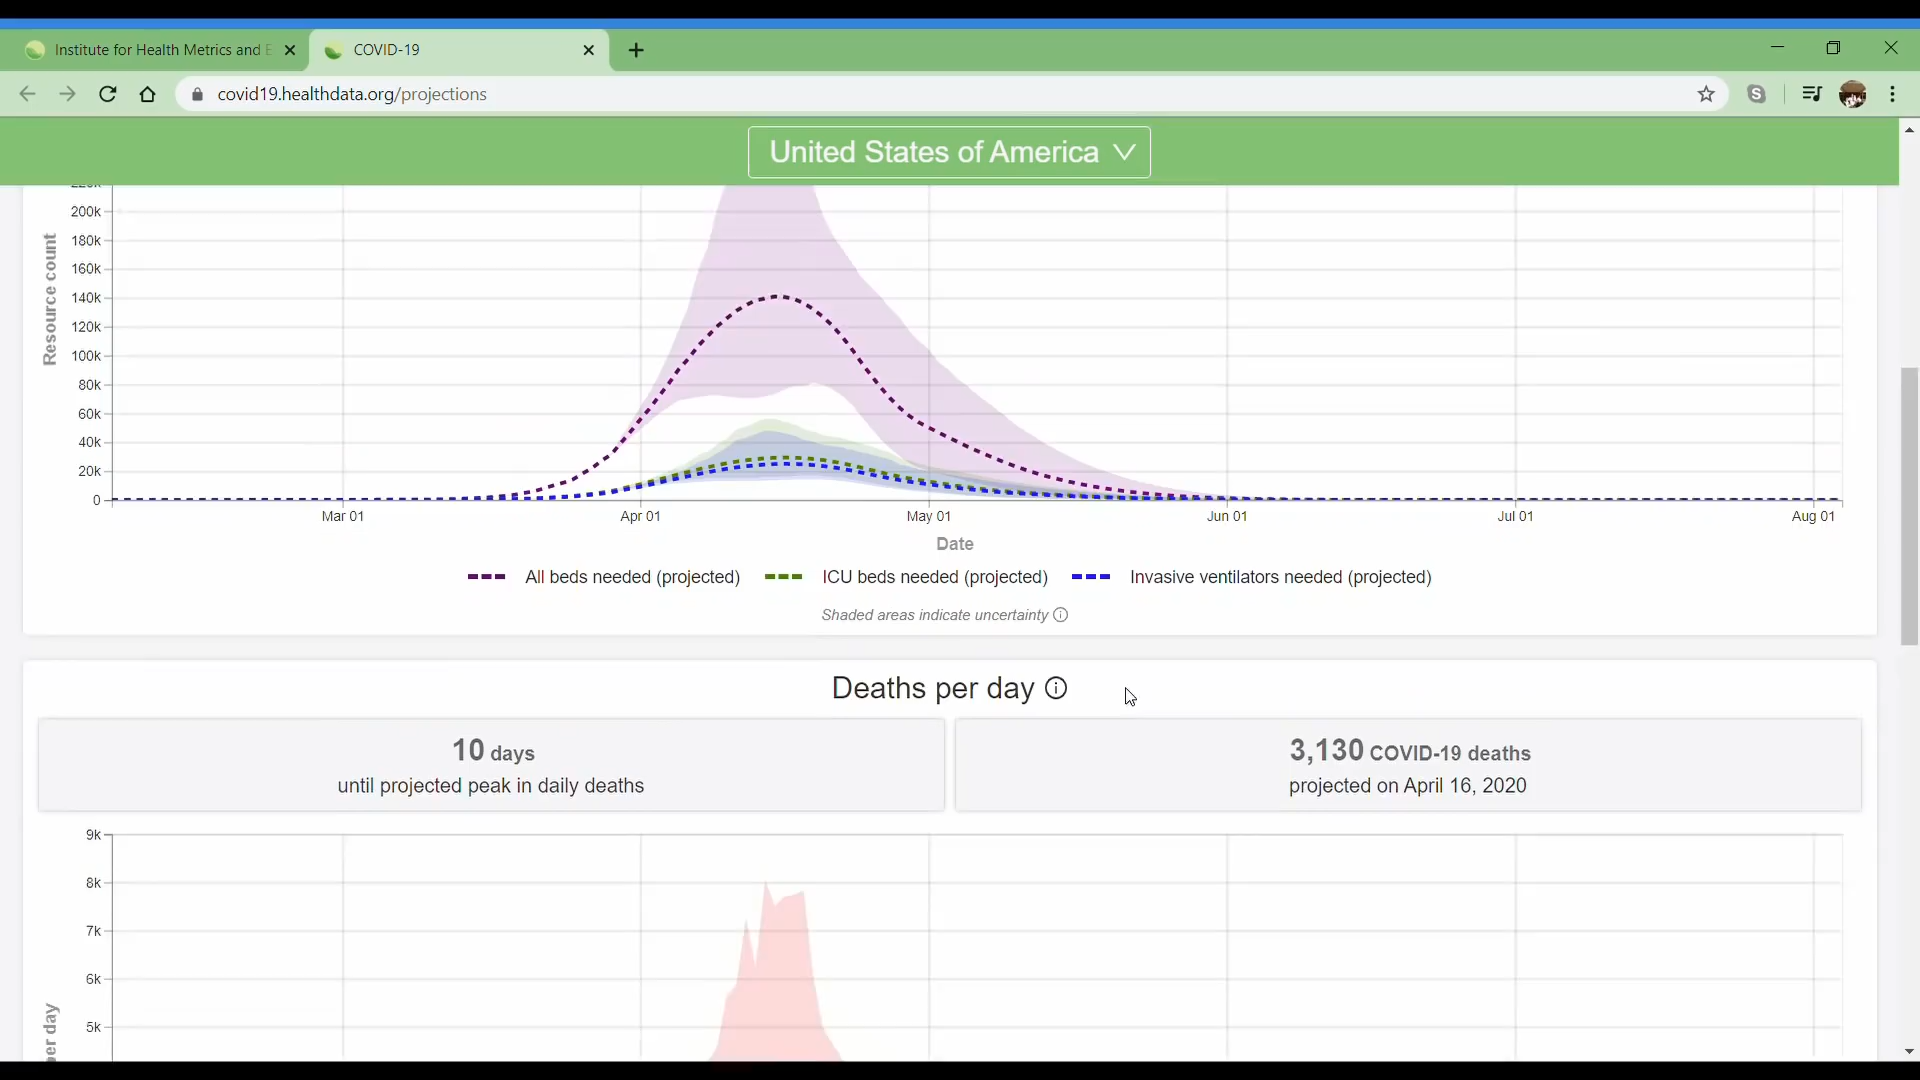 Institute for Health Metrics and E
COVID-19
covid19.healthdata.org/projections
United States of America
220k
200k
180k
160k
140k
120k
100k
80k
60k
40k
20k
0
Resource count
Mar 01
Apr 01
May 01
Jun 01
Jul 01
Aug 01
Date
All beds needed (projected)
ICU beds needed (projected)
Invasive ventilators needed (projected)
Shaded areas indicate uncertainty
Deaths per day
10 days
until projected peak in daily deaths
3,130 COVID-19 deaths
projected on April 16, 2020
9k
8k
7k
6k
5k
per day